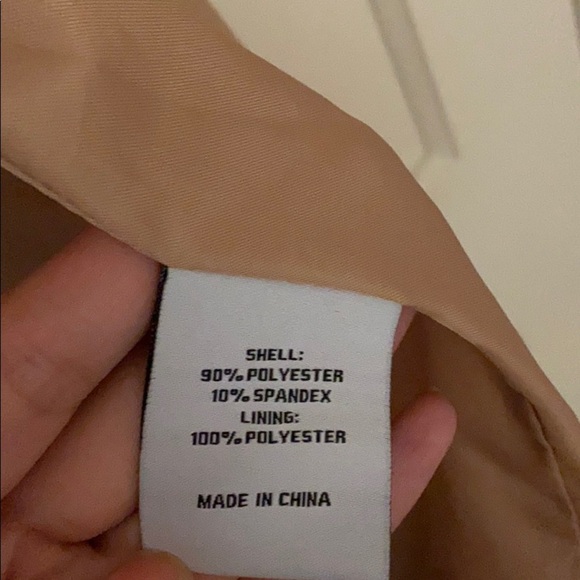 SHELL:
90% POLYESTER
10% SPANDEX
LINING:
100% POLYESTER
MADE IN CHINA